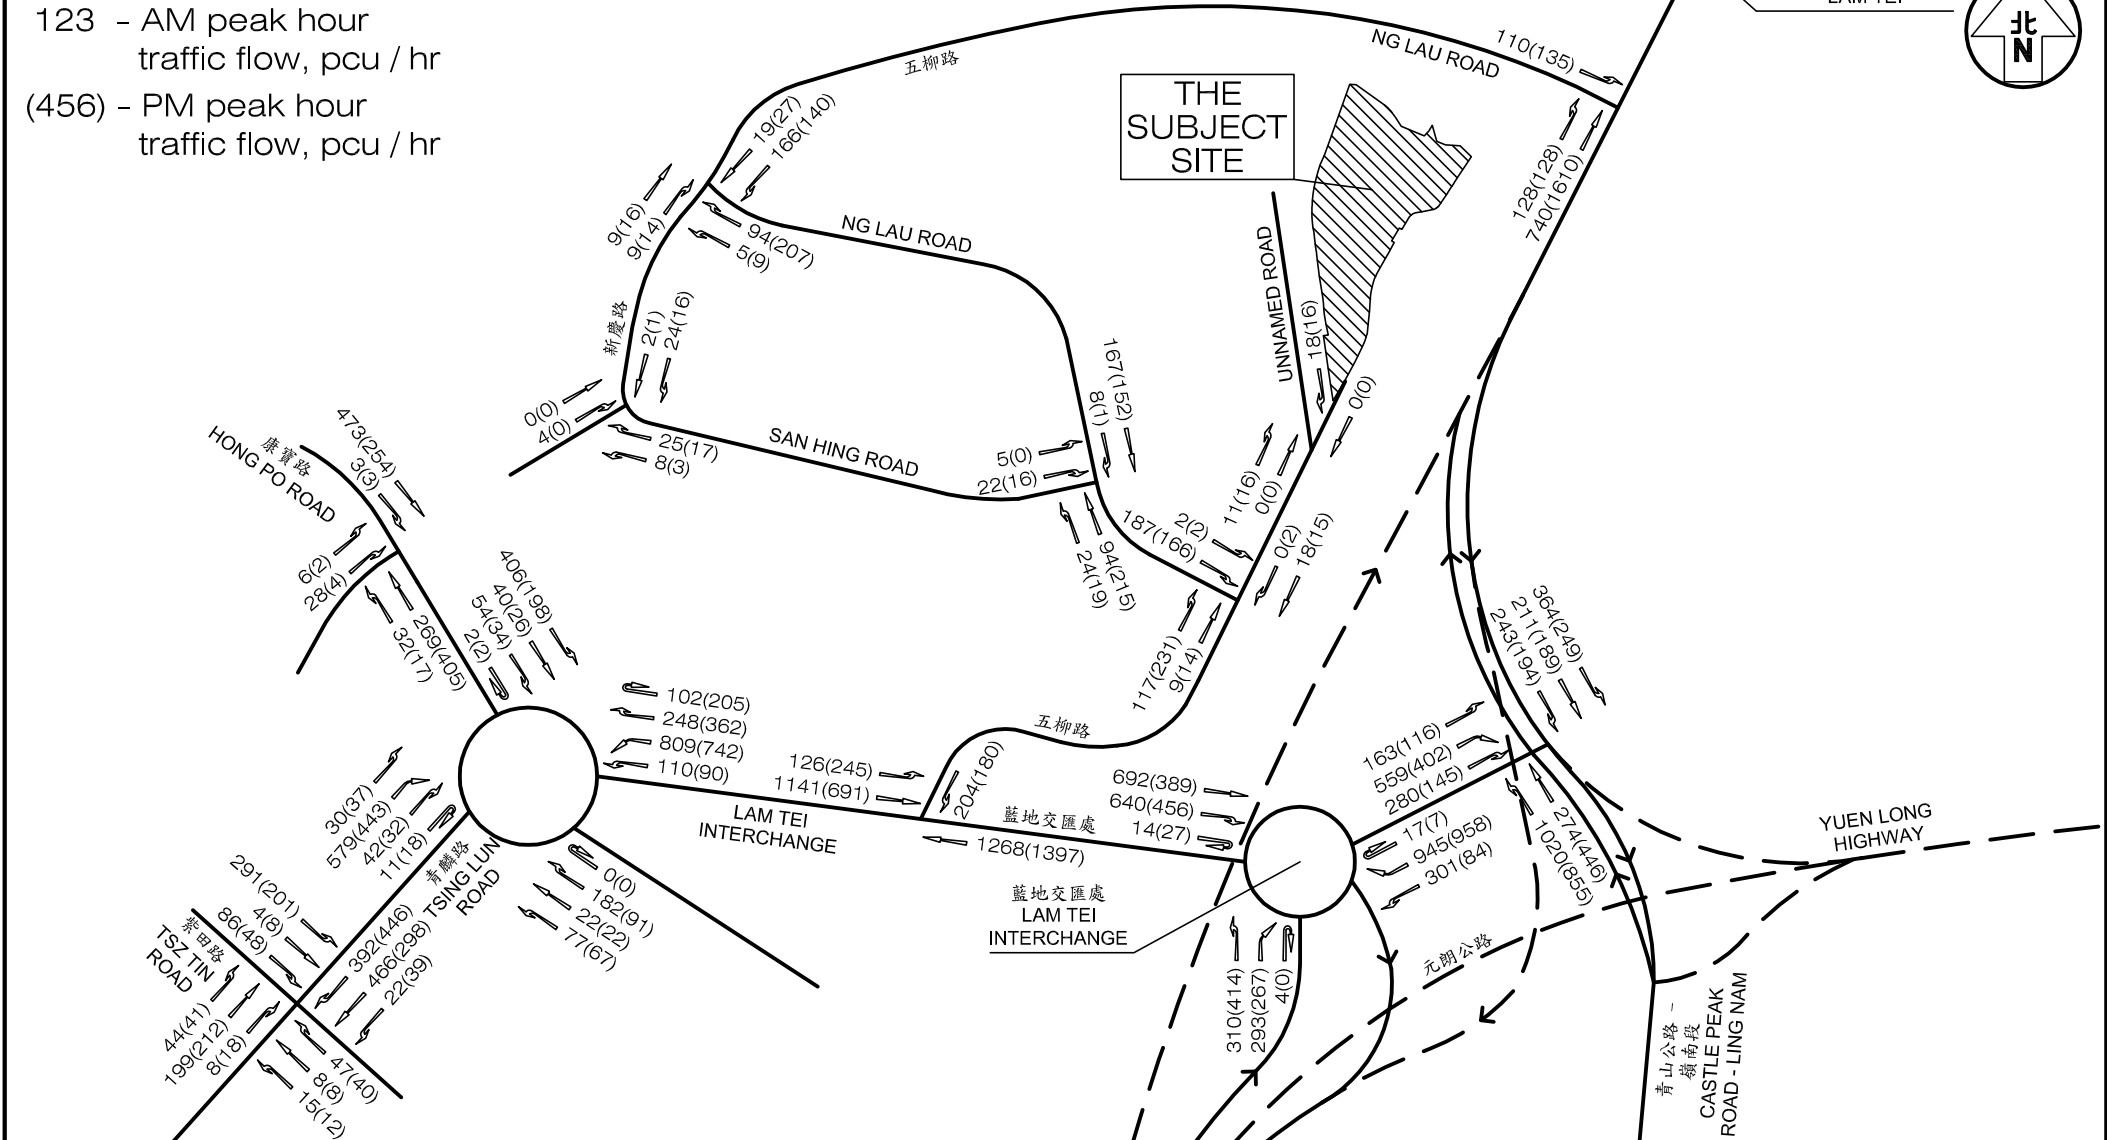 123 - AM peak hour
traffic flow, pcu / hr
(456) - PM peak hour
traffic flow, pcu / hr
北
N
五柳路
NG LAU ROAD
110(135)
THE
SUBJECT
SITE
128(128)
740(1610)
19(27)
166(140)
9(16)
9(14)
94(207)
5(9)
NG LAU ROAD
UNNAMED ROAD
18(16)
0(0)
新慶路
2(1)
24(16)
0(0)
4(0)
25(17)
8(3)
SAN HING ROAD
5(0)
22(16)
167(152)
8(1)
94(215)
24(19)
2(2)
187(166)
11(16)
0(0)
0(2)
18(15)
117(231)
9(14)
康寶路
HONG PO ROAD
473(254)
3(3)
6(2)
28(4)
269(405)
32(17)
406(198)
40(26)
54(34)
2(2)
102(205)
248(362)
809(742)
110(90)
126(245)
1141(691)
五柳路
204(180)
LAM TEI
INTERCHANGE
藍地交匯處
1268(1397)
692(389)
640(456)
14(27)
364(249)
211(189)
243(194)
163(116)
559(402)
280(145)
17(7)
945(958)
301(84)
274(446)
1020(855)
YUEN LONG
HIGHWAY
元朗公路
藍地交匯處
LAM TEI
INTERCHANGE
310(414)
293(267)
4(0)
青山公路 -
嶺南段
CASTLE PEAK
ROAD - LING NAM
30(37)
579(443)
42(32)
11(18)
青麟路
TSING LUN
ROAD
0(0)
182(91)
22(22)
77(67)
291(201)
4(8)
86(48)
紫田路
TSZ TIN
ROAD
392(446)
466(298)
22(39)
44(41)
199(212)
8(18)
47(40)
8(8)
15(12)